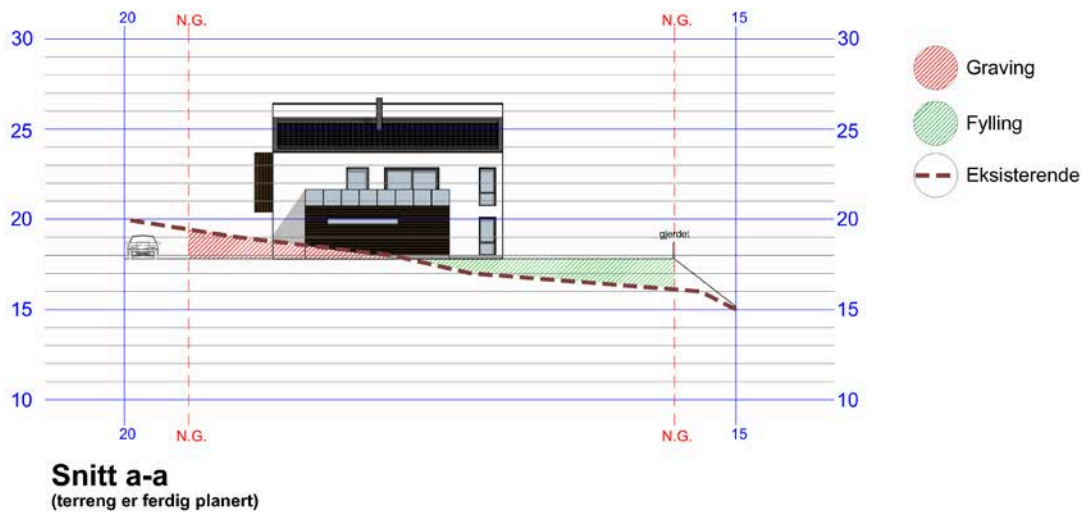 20 N.G. N.G. 15
30 30
Graving
25 25
Fylling
Eksisterende
20 20
gjerdet
15 15
10 10
20 N.G. N.G. 15
Snitt a-a
(terreng er ferdig planert)